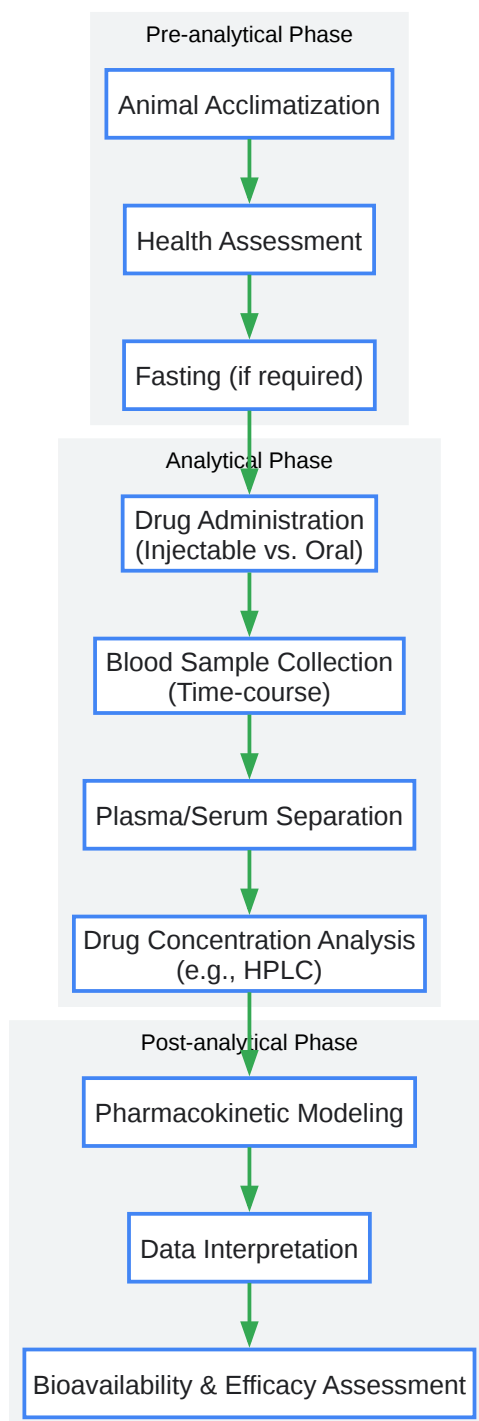 Pre-analytical Phase
Animal Acclimatization
Health Assessment
Fasting (if required)
Analytical Phase
Drug Administration
(Injectable vs. Oral)
Blood Sample Collection
(Time-course)
Plasma/Serum Separation
Drug Concentration Analysis
(e.g., HPLC)
Post-analytical Phase
Pharmacokinetic Modeling
Data Interpretation
Bioavailability & Efficacy Assessment